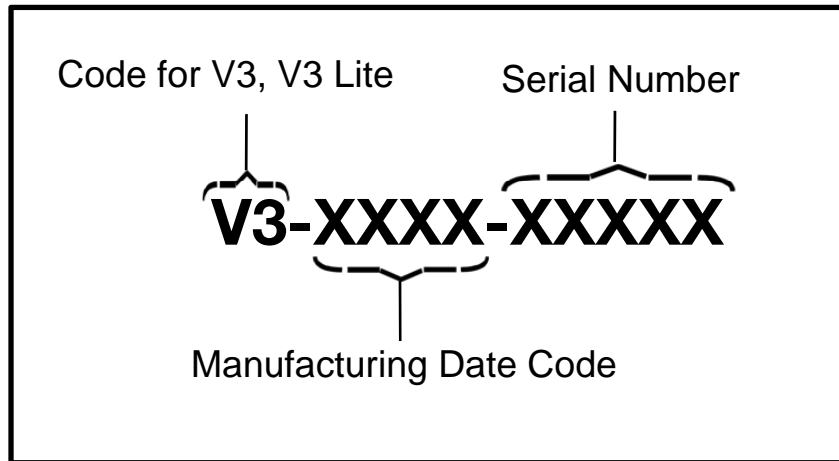 Code for V3, V3 Lite
Serial Number
V3-XXXX-XXXXX
Manufacturing Date Code